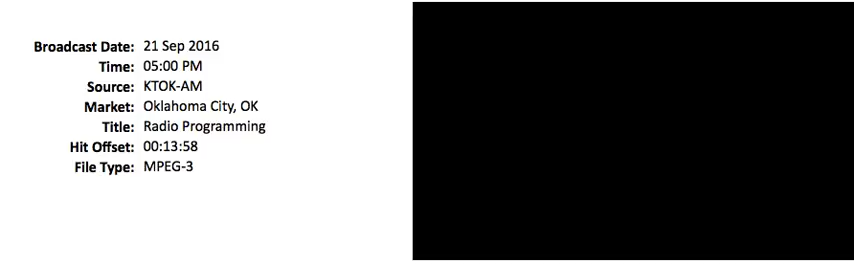 Broadcast Date: 21 Sep 2016
Time: 05:00 PM
Source: KTOK-AM
Market: Oklahoma City, OK
Title: Radio Programming
Hit Offset: 00:13:58
File Type: MPEG-3